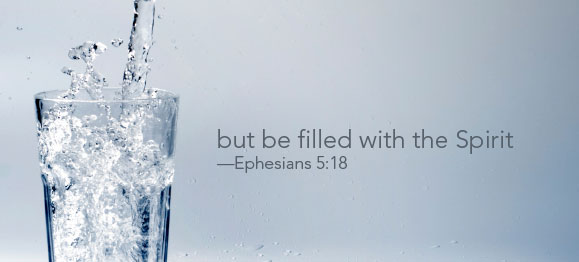 but be filled with the Spirit
—Ephesians 5:18